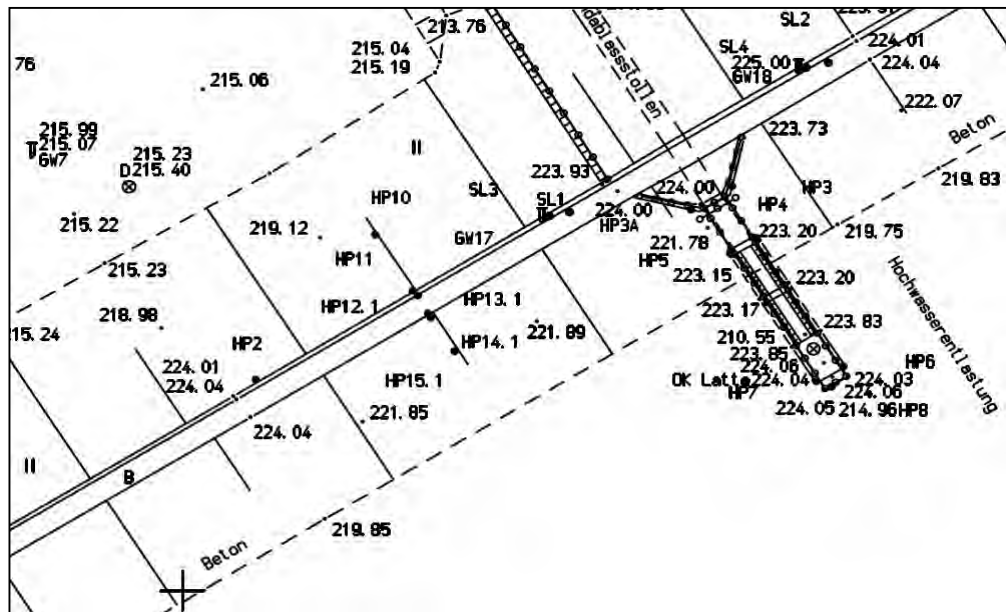 SL2
213.76
224.01
215.04
215.19
SL4
225.00
GW18
224.04
76
215.06
222.07
Beton
223.73
215.99
215.07
GW7
II
215.23
D 215.40
223.93
219.83
SL3
HP3
HP10
SL1
224.00
224.00
HP4
HP3A
215.22
219.12
GW17
221.78
223.20
219.75
HP11
HP5
215.23
223.15
223.20
Hochwasserentlastung
HP12.1
HP13.1
223.17
218.98
221.89
210.55
223.83
HP2
HP14.1
223.85
224.06
HP6
224.01
224.04
HP15.1
OK Latte
224.04
224.03
224.06
224.05
214.96
HP8
224.04
221.85
II
B
219.85
Beton